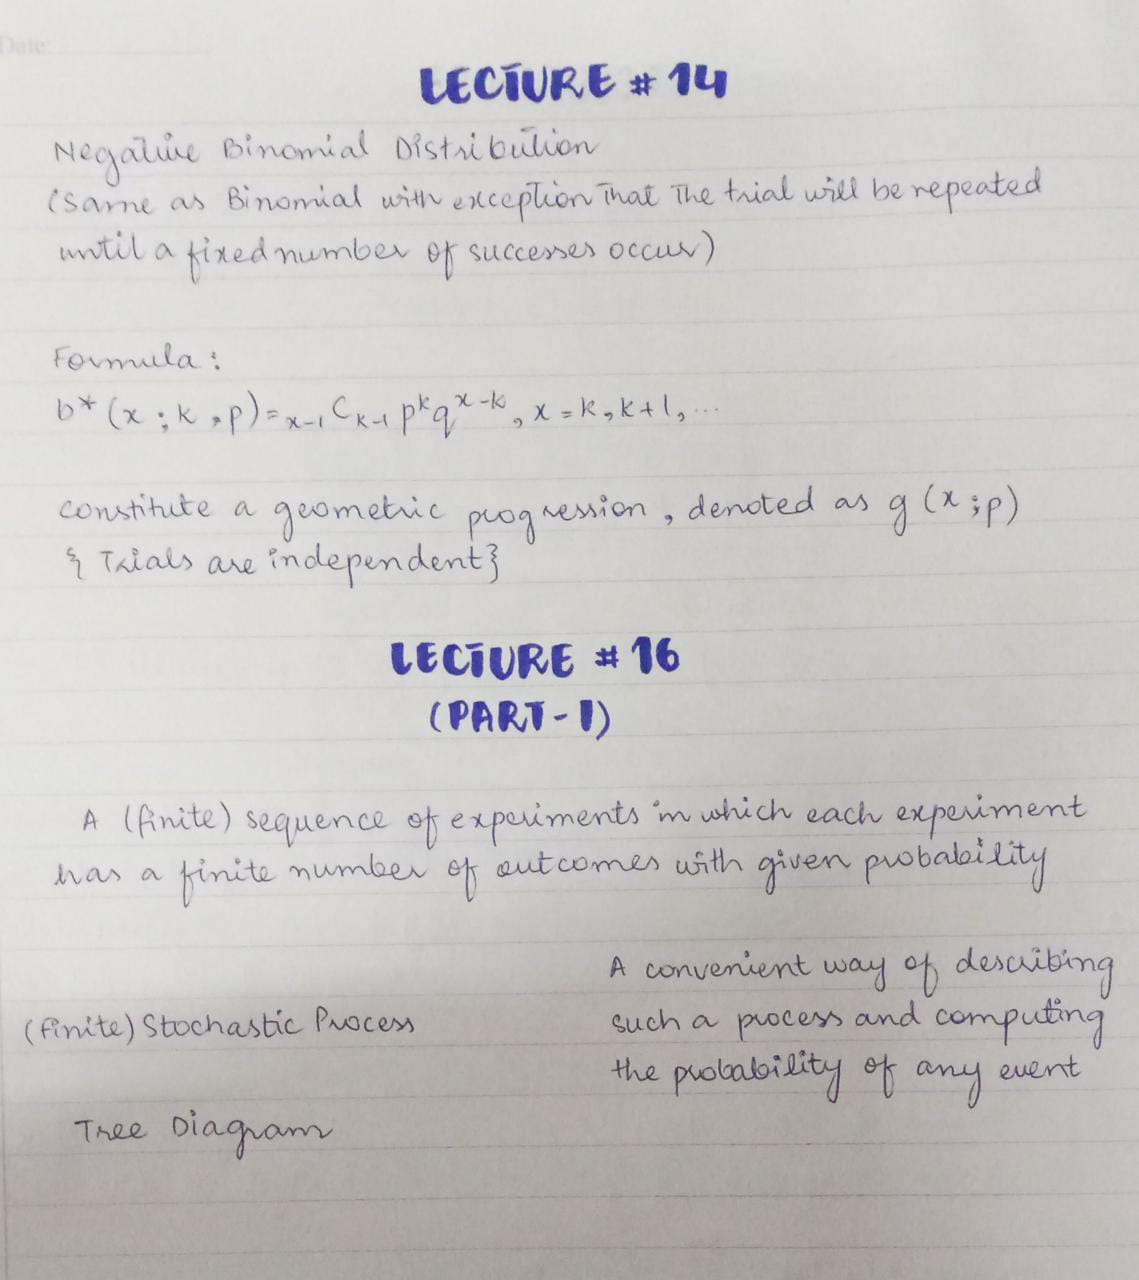 Date:
LECTURE # 14
Negative Binomial Distribution
(Same as Binomial with exception that the trial will be repeated
until a fixed number of successes occur)
Formula:
b*(x;k,p)=ₓ₋₁Cₖ₋₁ pᵏqˣ⁻ᵏ, x=k,k+1,...
constitute a geometric progression, denoted as g(x;p)
{Trials are independent}
LECTURE # 16
(PART-I)
A (finite) sequence of experiments in which each experiment
has a finite number of outcomes with given probability
(finite) Stochastic Process
A convenient way of describing
such a process and computing
the probability of any event
Tree Diagram